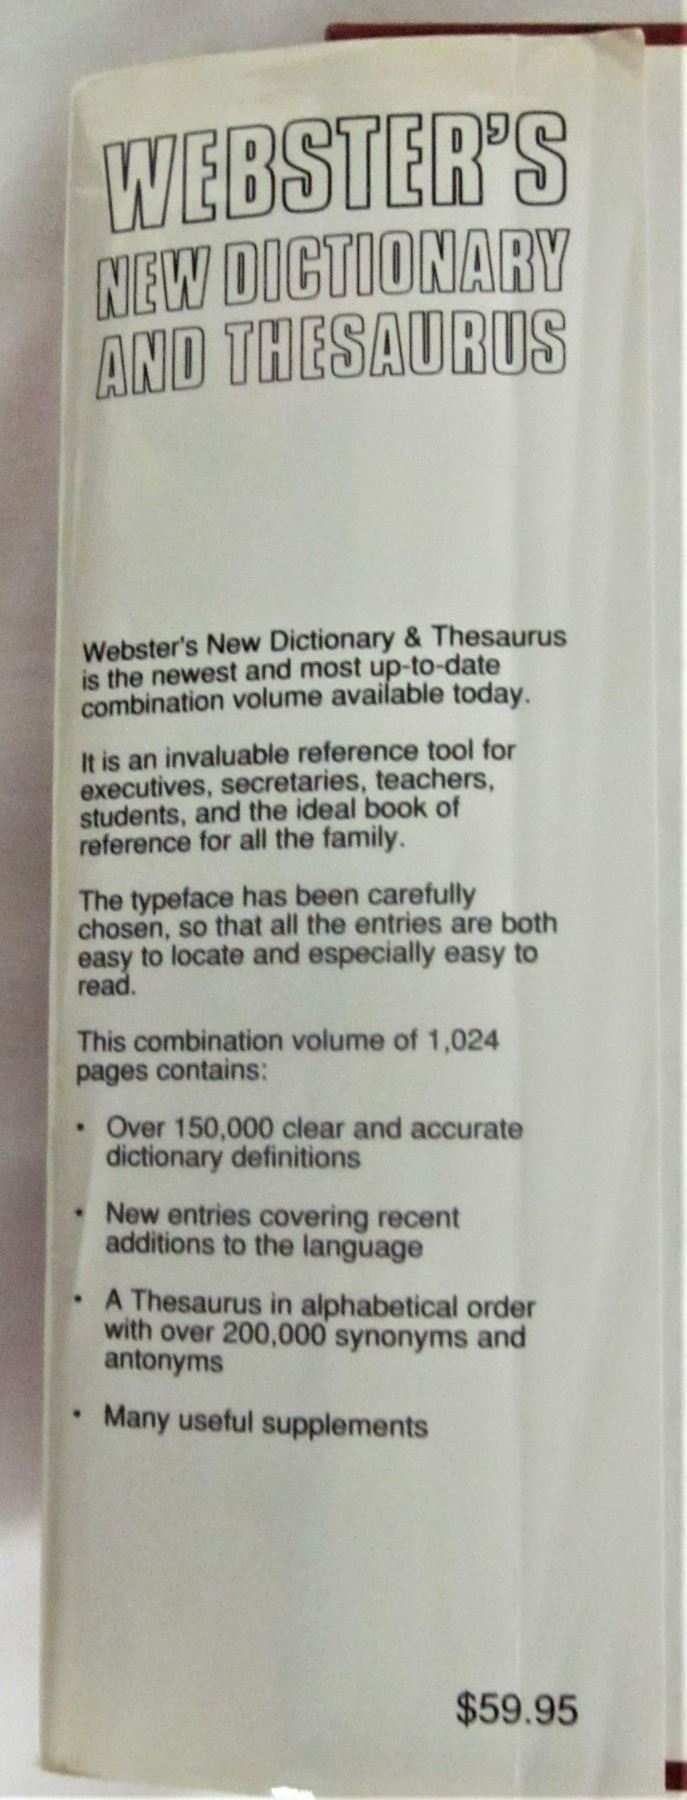 WEBSTER'S
NEW DICTIONARY
AND THESAURUS
Webster's New Dictionary & Thesaurus
is the newest and most up-to-date
combination volume available today.
It is an invaluable reference tool for
executives, secretaries, teachers,
students, and the ideal book of
reference for all the family.
The typeface has been carefully
chosen, so that all the entries are both
easy to locate and especially easy to
read.
This combination volume of 1,024
pages contains:
• Over 150,000 clear and accurate
dictionary definitions
• New entries covering recent
additions to the language
• A Thesaurus in alphabetical order
with over 200,000 synonyms and
antonyms
• Many useful supplements
$59.95